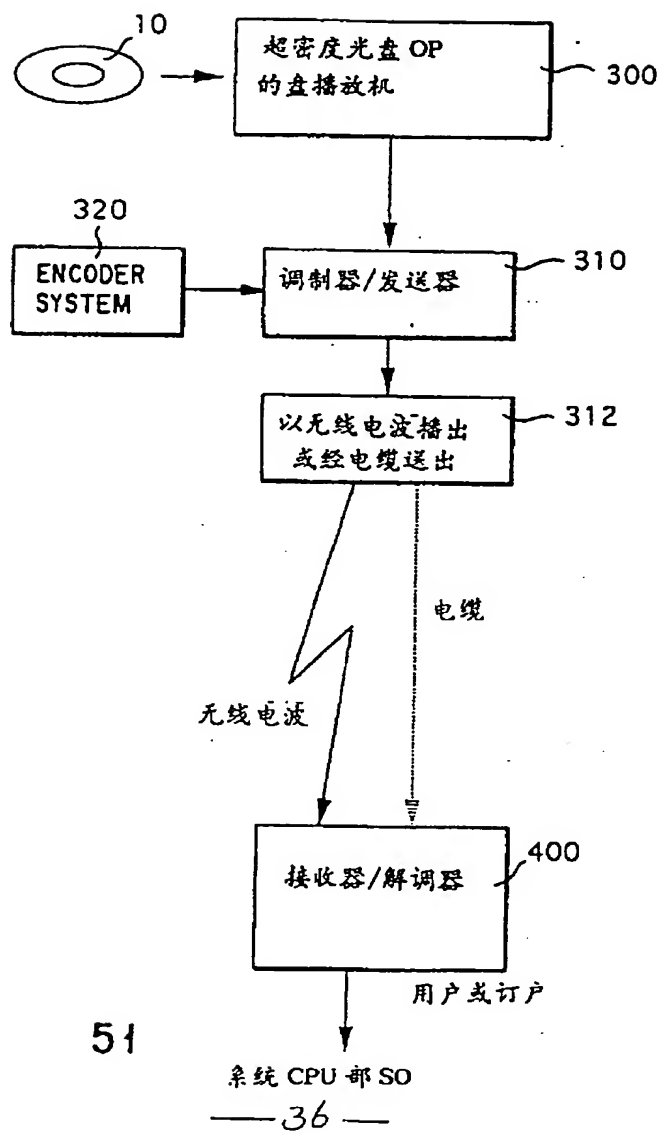 10
超密度光盘 OP
的盘播放机
300
320
ENCODER
SYSTEM
调制器/发送器
310
以无线电波播出
或经电缆送出
312
电缆
无线电波
接收器/解调器
400
用户或订户
51
系统 CPU 部 SO
— 36 —